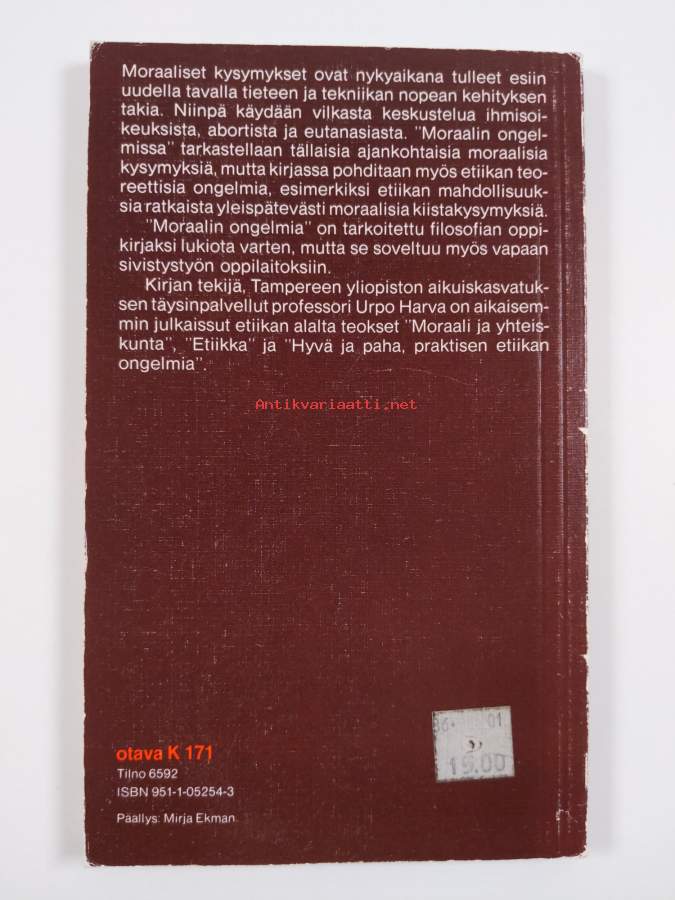 Moraaliset kysymykset ovat nykyaikana tulleet esiin
uudella tavalla tieteen ja tekniikan nopean kehityksen
takia. Niinpä käydään vilkasta keskustelua ihmisoi-
keuksista, abortista ja eutanasiasta. "Moraalin ongel-
missa" tarkastellaan tällaisia ajankohtaisia moraalisia
kysymyksiä, mutta kirjassa pohditaan myös etiikan teo-
reettisia ongelmia, esimerkiksi etiikan mahdollisuuk-
sia ratkaista yleispätevästi moraalisia kiistakysymyksiä.
"Moraalin ongelmia" on tarkoitettu filosofian oppi-
kirjaksi lukiota varten, mutta se soveltuu myös vapaan
sivistystyön oppilaitoksiin.
Kirjan tekijä, Tampereen yliopiston aikuiskasvatuk-
sen täysinpalvellut professori Urpo Harva on aikaisem-
min julkaissut etiikan alalta teokset "Moraali ja yhteis-
kunta", "Etiikka" ja "Hyvä ja paha, praktisen etiikan
ongelmia".
Antikvariaatti.net
otava K 171
Tilno 6592
ISBN 951-1-05254-3
Päällys: Mirja Ekman
01
15.00